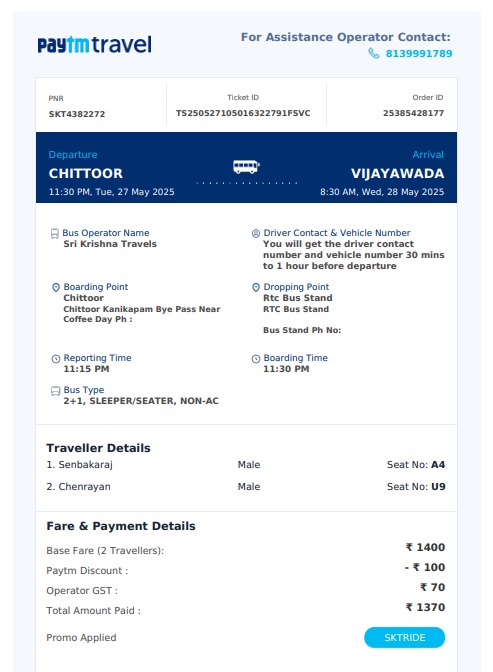 paytm travel
For Assistance Operator Contact:
8139991789
PNR
SKT4382272
Ticket ID
TS250527105016322791FSVC
Order ID
25385428177
Departure
CHITTOOR
11:30 PM, Tue, 27 May 2025
Arrival
VIJAYAWADA
8:30 AM, Wed, 28 May 2025
Bus Operator Name
Sri Krishna Travels
Driver Contact & Vehicle Number
You will get the driver contact
number and vehicle number 30 mins
to 1 hour before departure
Boarding Point
Chittoor
Chittoor Kanikapam Bye Pass Near
Coffee Day Ph :
Dropping Point
Rtc Bus Stand
RTC Bus Stand
Bus Stand Ph No:
Reporting Time
11:15 PM
Boarding Time
11:30 PM
Bus Type
2+1, SLEEPER/SEATER, NON-AC
Traveller Details
1. Senbakaraj Male Seat No: A4
2. Chenrayan Male Seat No: U9
Fare & Payment Details
Base Fare (2 Travellers): ₹ 1400
Paytm Discount : - ₹ 100
Operator GST : ₹ 70
Total Amount Paid : ₹ 1370
Promo Applied SKTRIDE